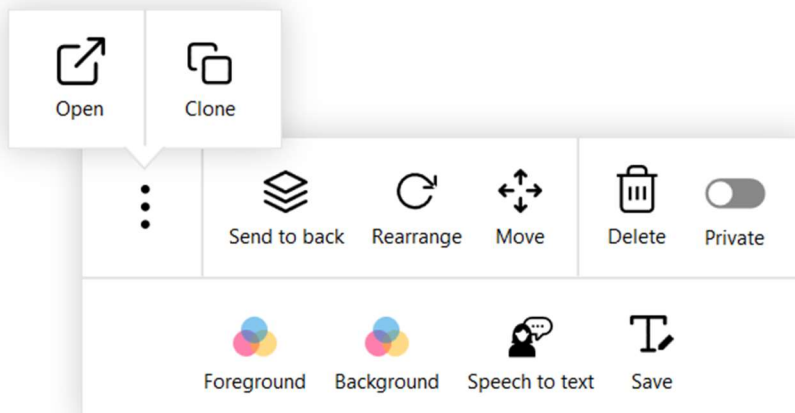 Open Clone
Send to back Rearrange Move Delete Private
Foreground Background Speech to text Save